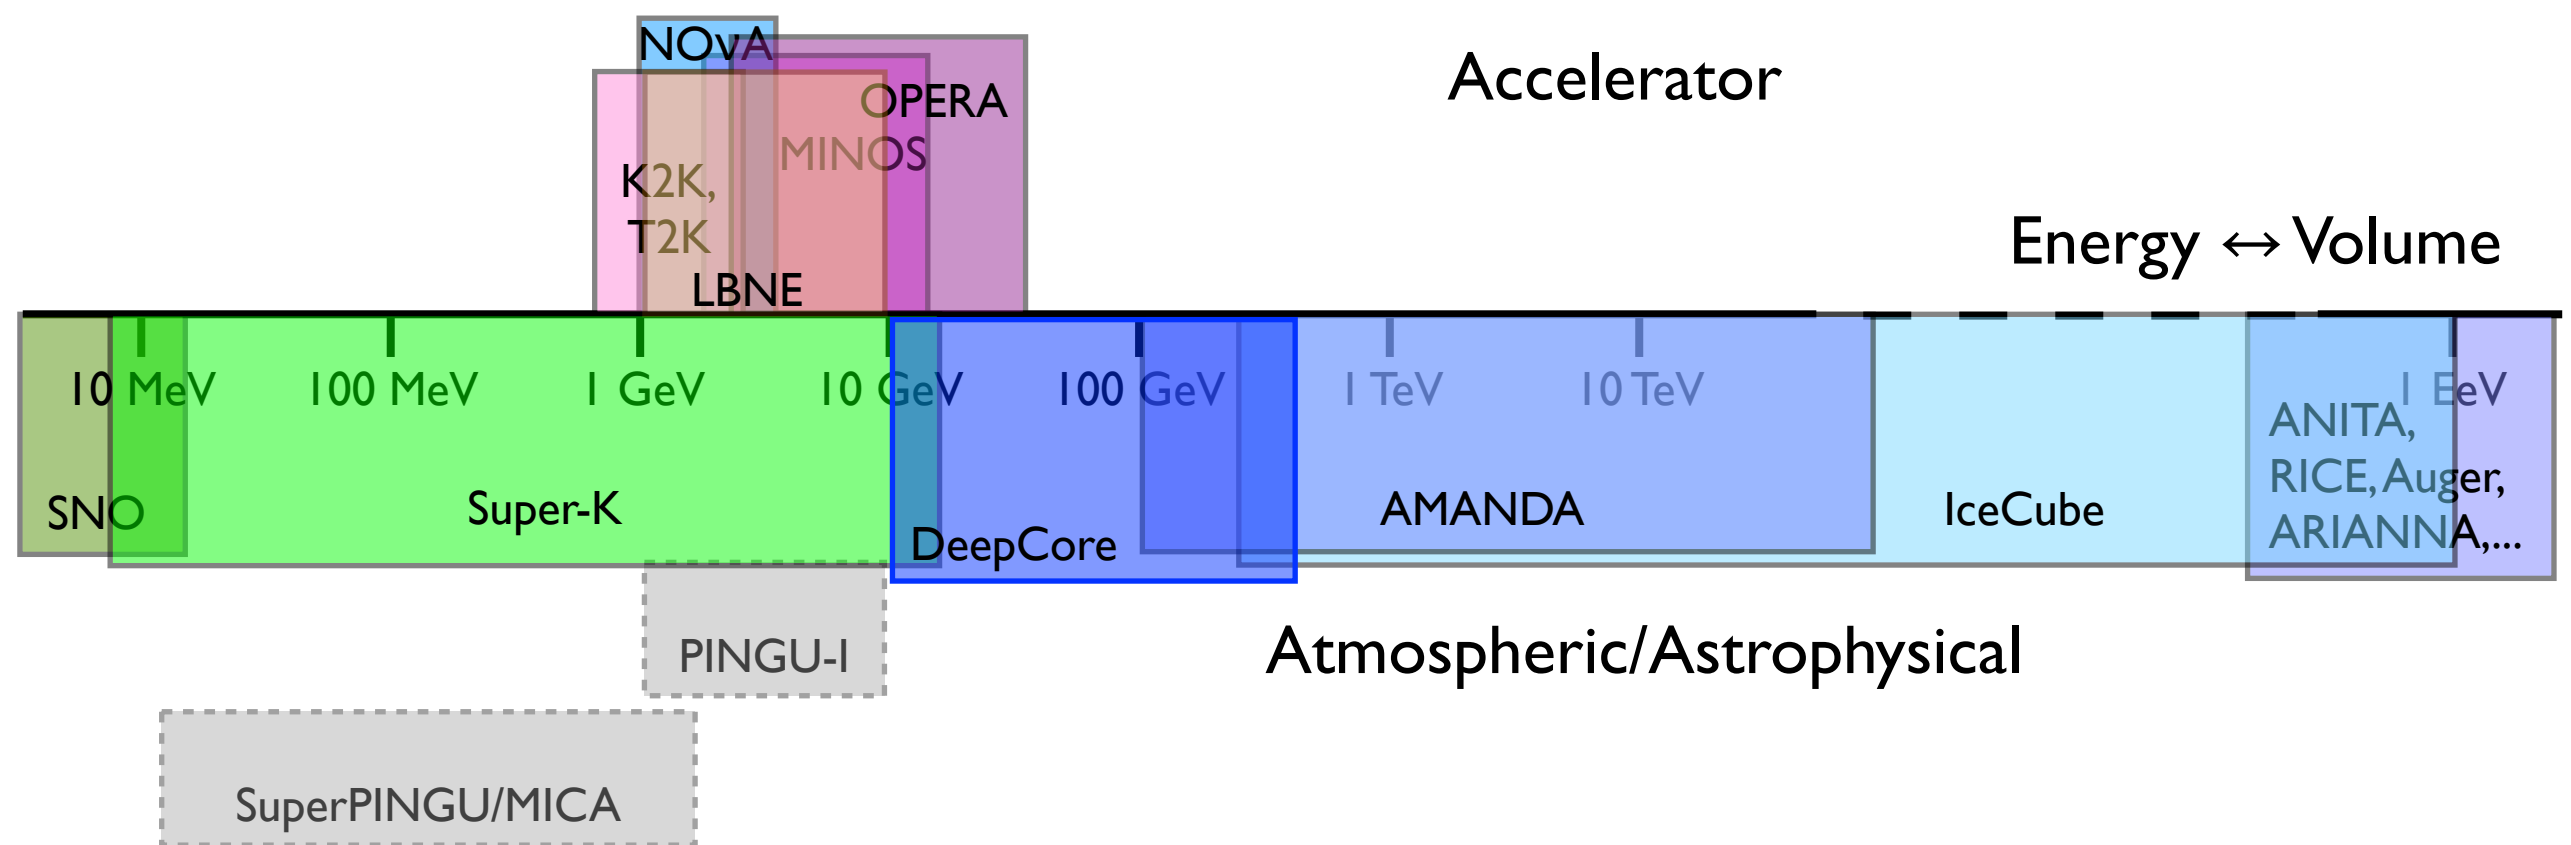 NOvA
Accelerator
OPERA
MINOS
K2K,
T2K
LBNE
Energy ↔ Volume
10 MeV
100 MeV
1 GeV
10 GeV
100 GeV
1 TeV
10 TeV
1 EeV
SNO
Super-K
DeepCore
AMANDA
IceCube
ANITA,
RICE, Auger,
ARIANNA,...
PINGU-I
Atmospheric/Astrophysical
SuperPINGU/MICA